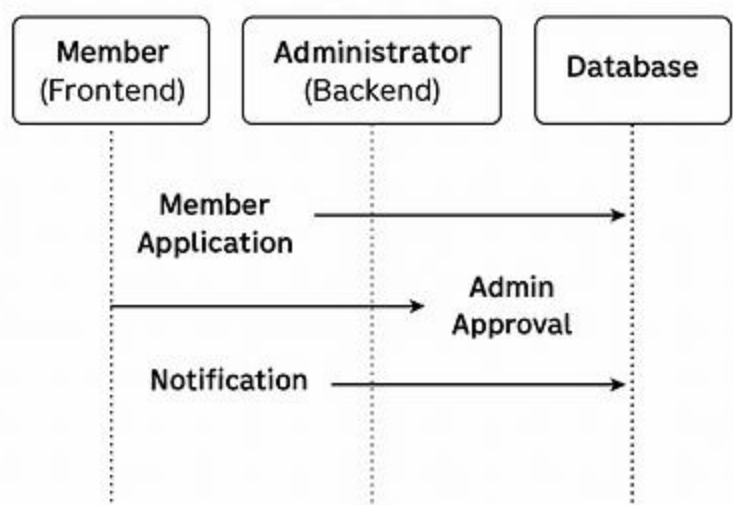 Member
(Frontend)
Administrator
(Backend)
Database
Member
Application
Admin
Approval
Notification